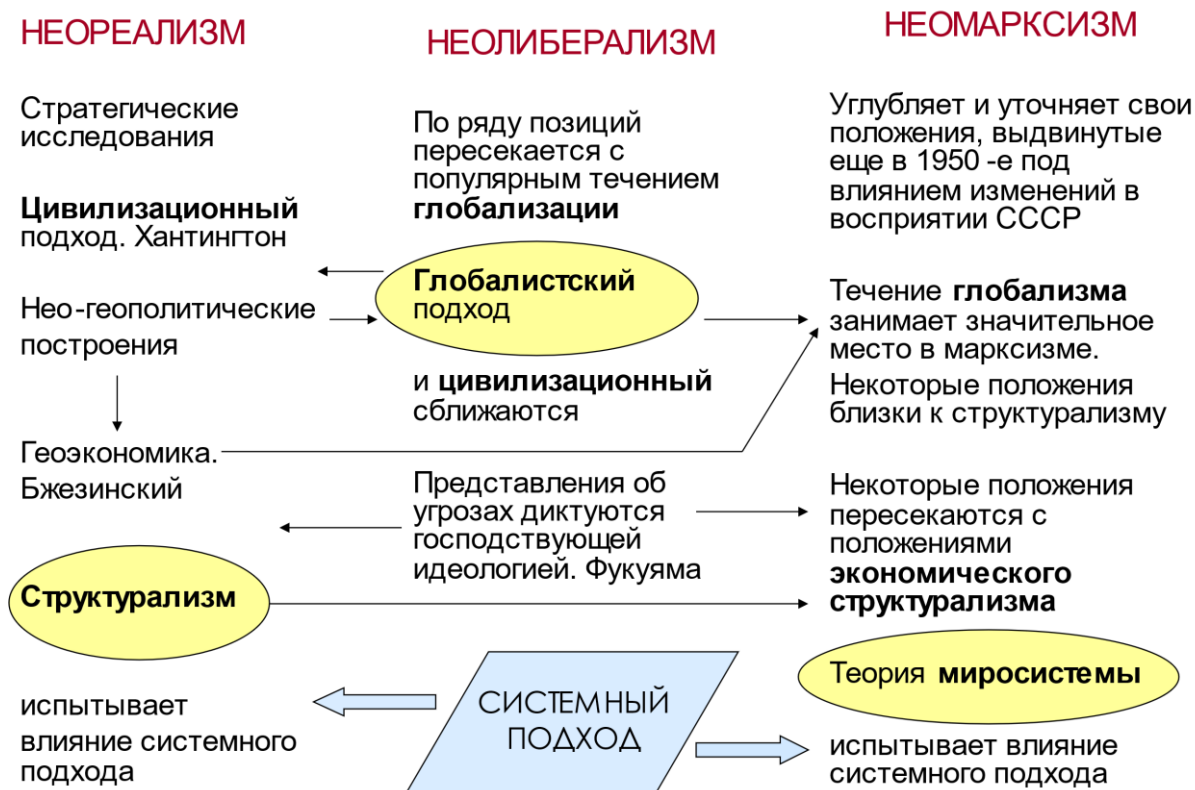 НЕОРЕАЛИЗМ
Стратегические
исследования
Цивилизационный
подход. Хантингтон
Нео-геополитические
построения
Геоэкономика.
Бжезинский
Структурализм
испытывает
влияние системного
подхода
НЕОЛИБЕРАЛИЗМ
По ряду позиций
пересекается с
популярным течением
глобализации
Глобалистский
подход
и цивилизационный
сближаются
Представления об
угрозах диктуются
господствующей
идеологией. Фукуяма
СИСТЕМНЫЙ
ПОДХОД
НЕОМАРКСИЗМ
Углубляет и уточняет свои
положения, выдвинутые
еще в 1950 -е под
влиянием изменений в
восприятии СССР
Течение глобализма
занимает значительное
место в марксизме.
Некоторые положения
близки к структурализму
Некоторые положения
пересекаются с
положениями
экономического
структурализма
Теория миросистемы
испытывает влияние
системного подхода